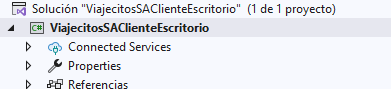 Solución "ViajecitosSAClienteEscritorio" (1 de 1 proyecto)
C# ViajecitosSAClienteEscritorio
Connected Services
Properties
Referencias